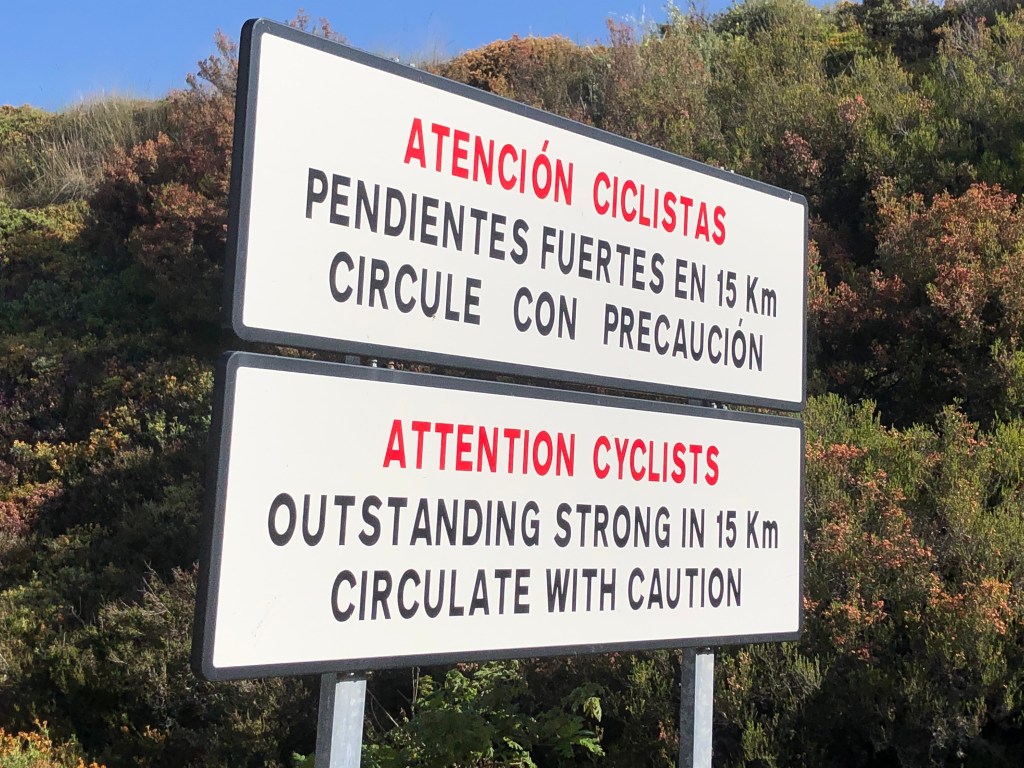 ATENCIÓN CICLISTAS
PENDIENTES FUERTES EN 15 Km
CIRCULE CON PRECAUCIÓN
ATTENTION CYCLISTS
OUTSTANDING STRONG IN 15 Km
CIRCULATE WITH CAUTION